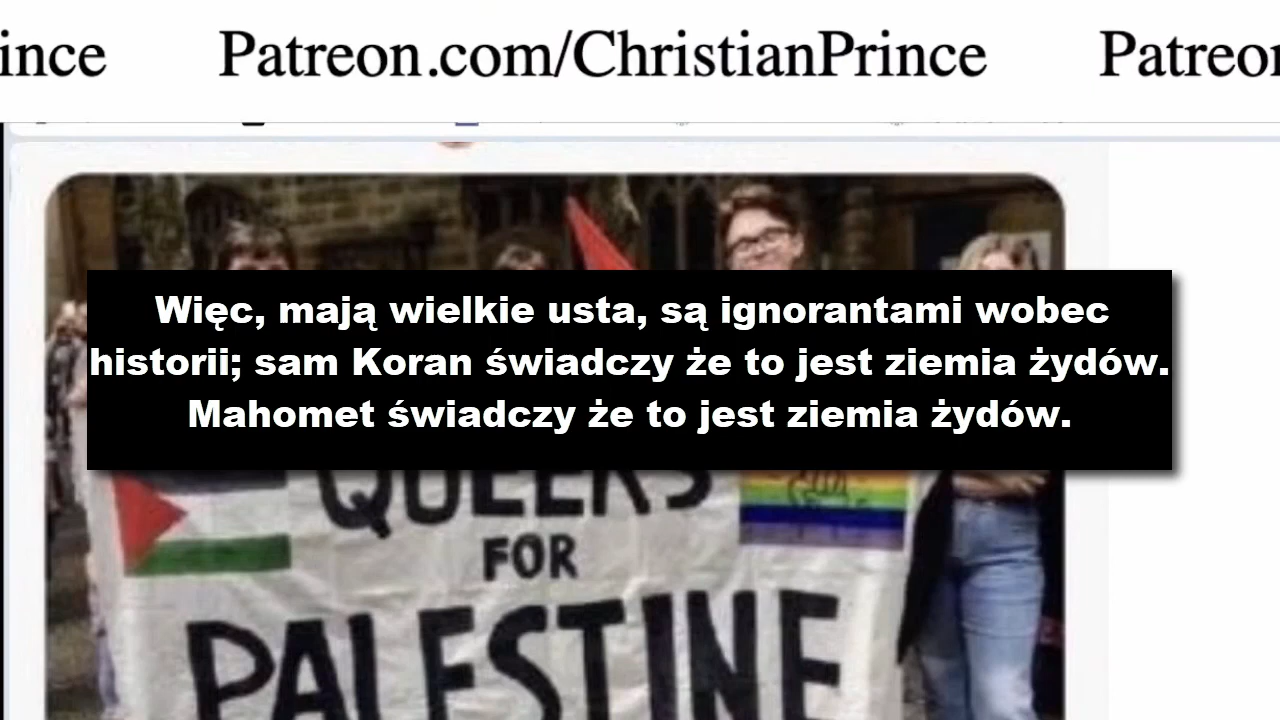 ince Patreon.com/ChristianPrince Patreo
Więc, mają wielkie usta, są ignorantami wobec
historii; sam Koran świadczy że to jest ziemia żydów.
Mahomet świadczy że to jest ziemia żydów.
QUEERS
FOR
PALESTINE